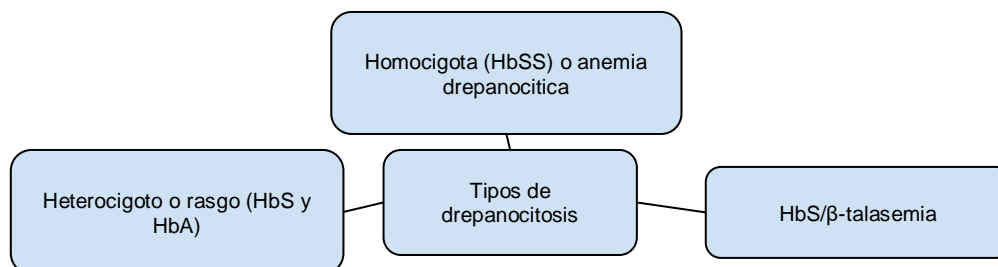 Homocigota (HbSS) o anemia
drepanocitica
Heterocigoto o rasgo (HbS y
HbA)
Tipos de
drepanocitosis
HbS/β-talasemia